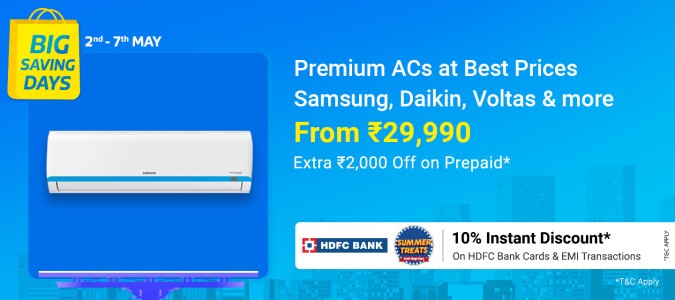 BIG
SAVING
DAYS
2nd - 7th MAY
SAMSUNG
Premium ACs at Best Prices
Samsung, Daikin, Voltas & more
From ₹29,990
Extra ₹2,000 Off on Prepaid*
HDFC BANK
SUMMER
TREATS
10% Instant Discount*
On HDFC Bank Cards & EMI Transactions
*T&C APPLY
*T&C Apply